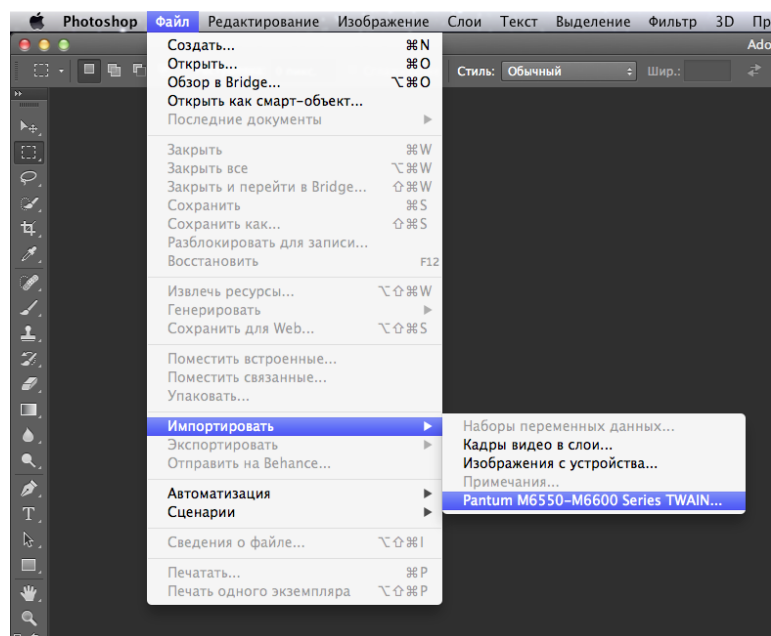 Photoshop Файл Редактирование Изображение Слои Текст Выделение Фильтр 3D Пр
Ado
Стиль: Обычный Шир.:
Создать... ⌘N
Открыть... ⌘O
Обзор в Bridge... ⌥⌘O
Открыть как смарт-объект...
Последние документы
Закрыть ⌘W
Закрыть все ⌥⌘W
Закрыть и перейти в Bridge... ⇧⌘W
Сохранить ⌘S
Сохранить как... ⇧⌘S
Разблокировать для записи...
Восстановить F12
Извлечь ресурсы... ⌥⇧⌘W
Генерировать
Сохранить для Web... ⌥⇧⌘S
Поместить встроенные...
Поместить связанные...
Упаковать...
Импортировать
Экспортировать
Отправить на Behance...
Автоматизация
Сценарии
Сведения о файле... ⌥⇧⌘I
Печатать... ⌘P
Печать одного экземпляра ⌥⇧⌘P
Наборы переменных данных...
Кадры видео в слои...
Изображения с устройства...
Примечания...
Pantum M6550-M6600 Series TWAIN...